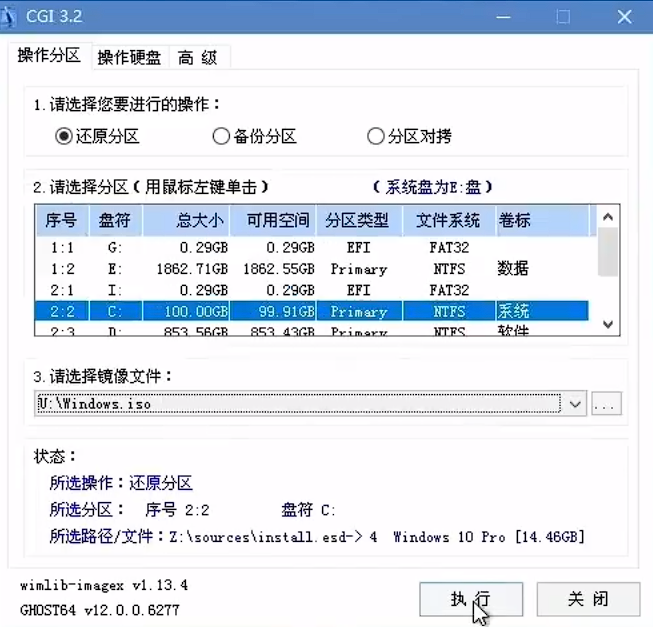 CGI 3.2
操作分区 操作硬盘 高 级
1.请选择您要进行的操作：
还原分区 备份分区 分区对拷
2.请选择分区(用鼠标左键单击) (系统盘为E:盘)
序号 盘符 总大小 可用空间 分区类型 文件系统 卷标
1:1 G: 0.29GB 0.29GB EFI FAT32
1:2 E: 1862.71GB 1862.55GB Primary NTFS 数据
2:1 I: 0.29GB 0.29GB EFI FAT32
2:2 C: 100.00GB 99.91GB Primary NTFS 系统
2:3 D: 853.56GB 853.43GB Primary NTFS 软件
3.请选择镜像文件：
U:\Windows.iso ...
状态：
所选操作：还原分区
所选分区： 序号 2:2 盘符 C:
所选路径/文件：Z:\sources\install.esd-> 4 Windows 10 Pro [14.46GB]
wimlib-imagex v1.13.4
GHOST64 v12.0.0.6277
执 行 关 闭